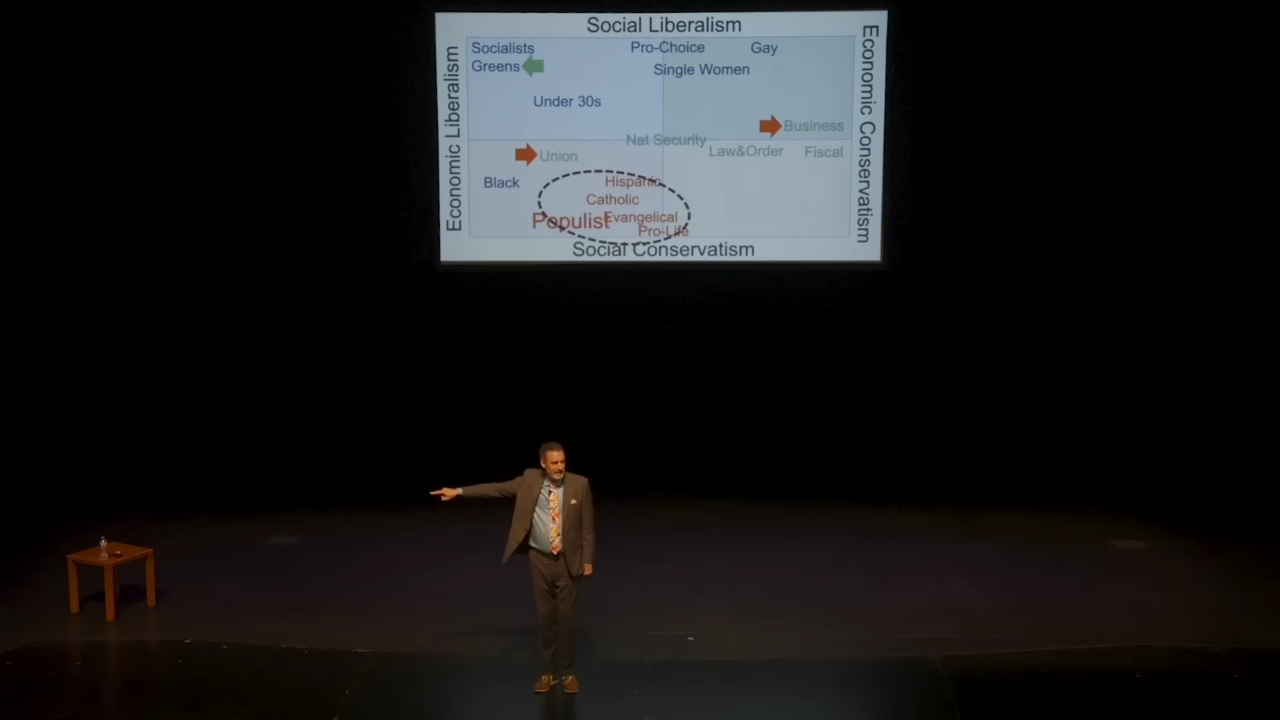 Social Liberalism
Economic Liberalism
Economic Conservatism
Socialists
Pro-Choice
Gay
Greens
Single Women
Under 30s
Business
Nat Security
Law&Order
Fiscal
Union
Black
Hispanic
Catholic
Populist
Evangelical
Pro-Life
Social Conservatism